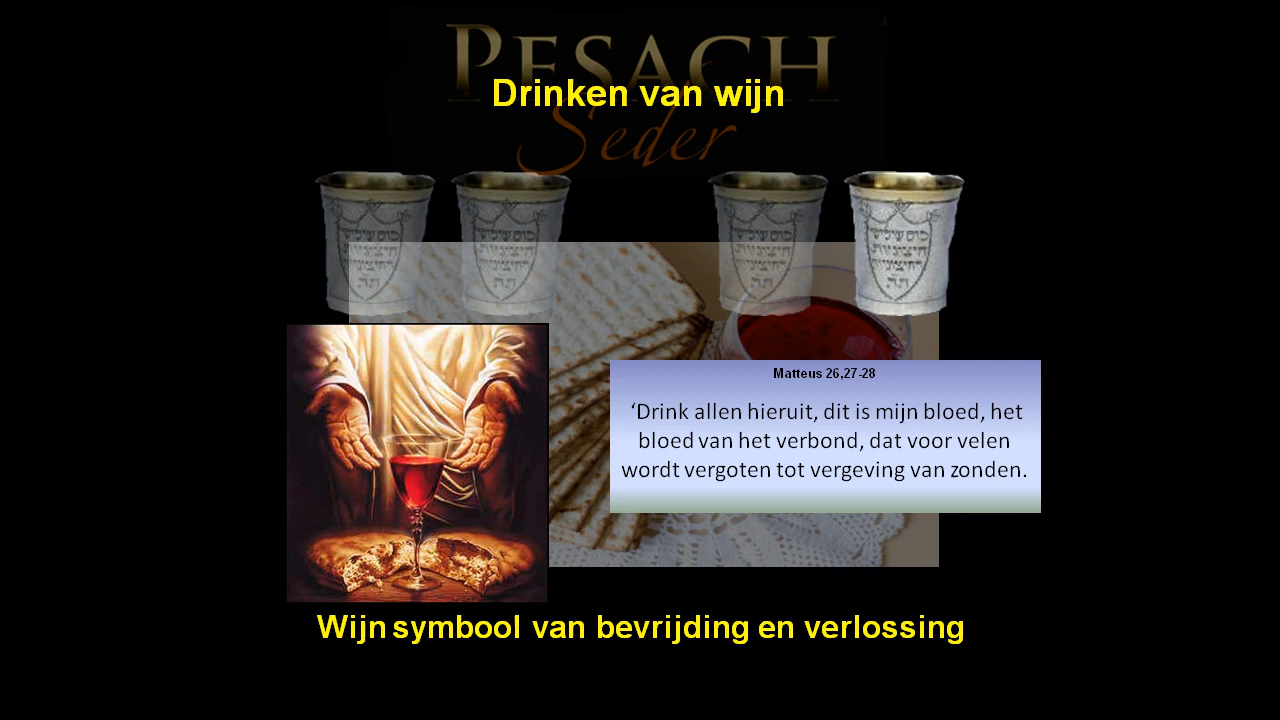 PESACH
Drinken van wijn
Seder
Matteus 26,27-28
‘Drink allen hieruit, dit is mijn bloed, het
bloed van het verbond, dat voor velen
wordt vergoten tot vergeving van zonden.
Wijn symbool van bevrijding en verlossing